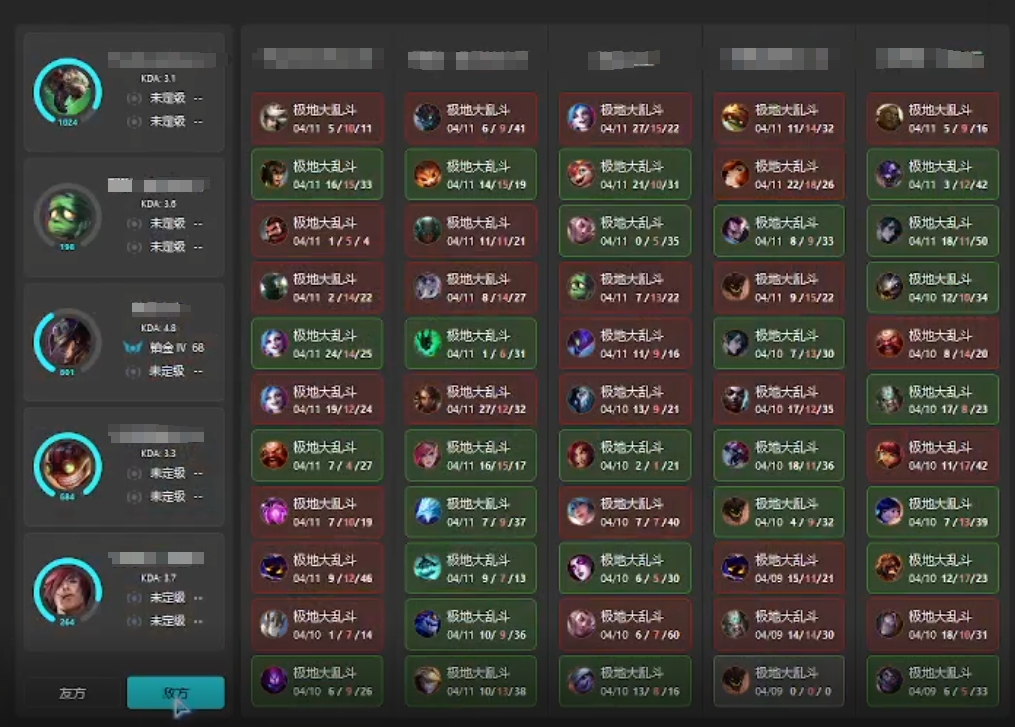 1024
KDA: 3.1
未定级 --
未定级 --
196
KDA: 3.6
未定级 --
未定级 --
801
KDA: 4.8
铂金 IV 68
未定级 --
684
KDA: 3.3
未定级 --
未定级 --
264
KDA: 3.7
未定级 --
未定级 --
友方
敌方
极地大乱斗
04/11 5/10/11
极地大乱斗
04/11 16/15/33
极地大乱斗
04/11 1/5/4
极地大乱斗
04/11 2/14/22
极地大乱斗
04/11 24/14/25
极地大乱斗
04/11 19/12/24
极地大乱斗
04/11 7/4/27
极地大乱斗
04/11 7/10/19
极地大乱斗
04/11 9/12/46
极地大乱斗
04/10 1/7/14
极地大乱斗
04/10 6/9/26
极地大乱斗
04/11 6/9/41
极地大乱斗
04/11 14/15/19
极地大乱斗
04/11 11/11/21
极地大乱斗
04/11 8/14/27
极地大乱斗
04/11 1/6/31
极地大乱斗
04/11 27/12/32
极地大乱斗
04/11 16/15/17
极地大乱斗
04/11 7/9/37
极地大乱斗
04/11 9/7/13
极地大乱斗
04/11 10/9/36
极地大乱斗
04/11 10/13/38
极地大乱斗
04/11 27/15/22
极地大乱斗
04/11 21/10/31
极地大乱斗
04/11 0/5/35
极地大乱斗
04/11 7/13/22
极地大乱斗
04/11 11/9/16
极地大乱斗
04/10 13/9/21
极地大乱斗
04/10 2/1/21
极地大乱斗
04/10 7/7/40
极地大乱斗
04/10 6/5/30
极地大乱斗
04/10 6/7/60
极地大乱斗
04/10 13/8/16
极地大乱斗
04/11 11/14/32
极地大乱斗
04/11 22/18/26
极地大乱斗
04/11 8/9/33
极地大乱斗
04/11 9/15/22
极地大乱斗
04/10 7/13/30
极地大乱斗
04/10 17/12/35
极地大乱斗
04/10 18/11/36
极地大乱斗
04/10 4/9/32
极地大乱斗
04/09 15/11/21
极地大乱斗
04/09 14/14/30
极地大乱斗
04/09 0/0/0
极地大乱斗
04/11 5/9/16
极地大乱斗
04/11 3/12/42
极地大乱斗
04/11 18/11/50
极地大乱斗
04/10 12/10/34
极地大乱斗
04/10 8/14/20
极地大乱斗
04/10 17/8/23
极地大乱斗
04/10 11/17/42
极地大乱斗
04/10 7/13/39
极地大乱斗
04/10 12/17/23
极地大乱斗
04/10 18/10/31
极地大乱斗
04/09 6/5/33